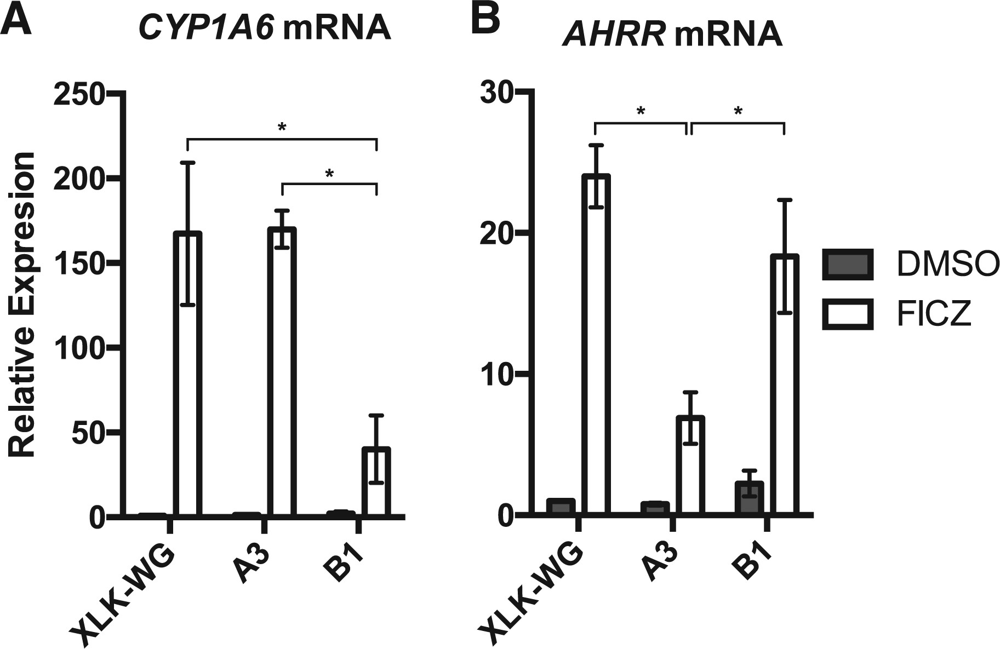 A
CYP1A6 mRNA
Relative Expression
250
200
150
100
50
0
*
*
XLK-WG
A3
B1
B
AHRR mRNA
30
20
10
0
*
*
XLK-WG
A3
B1
DMSO
FICZ